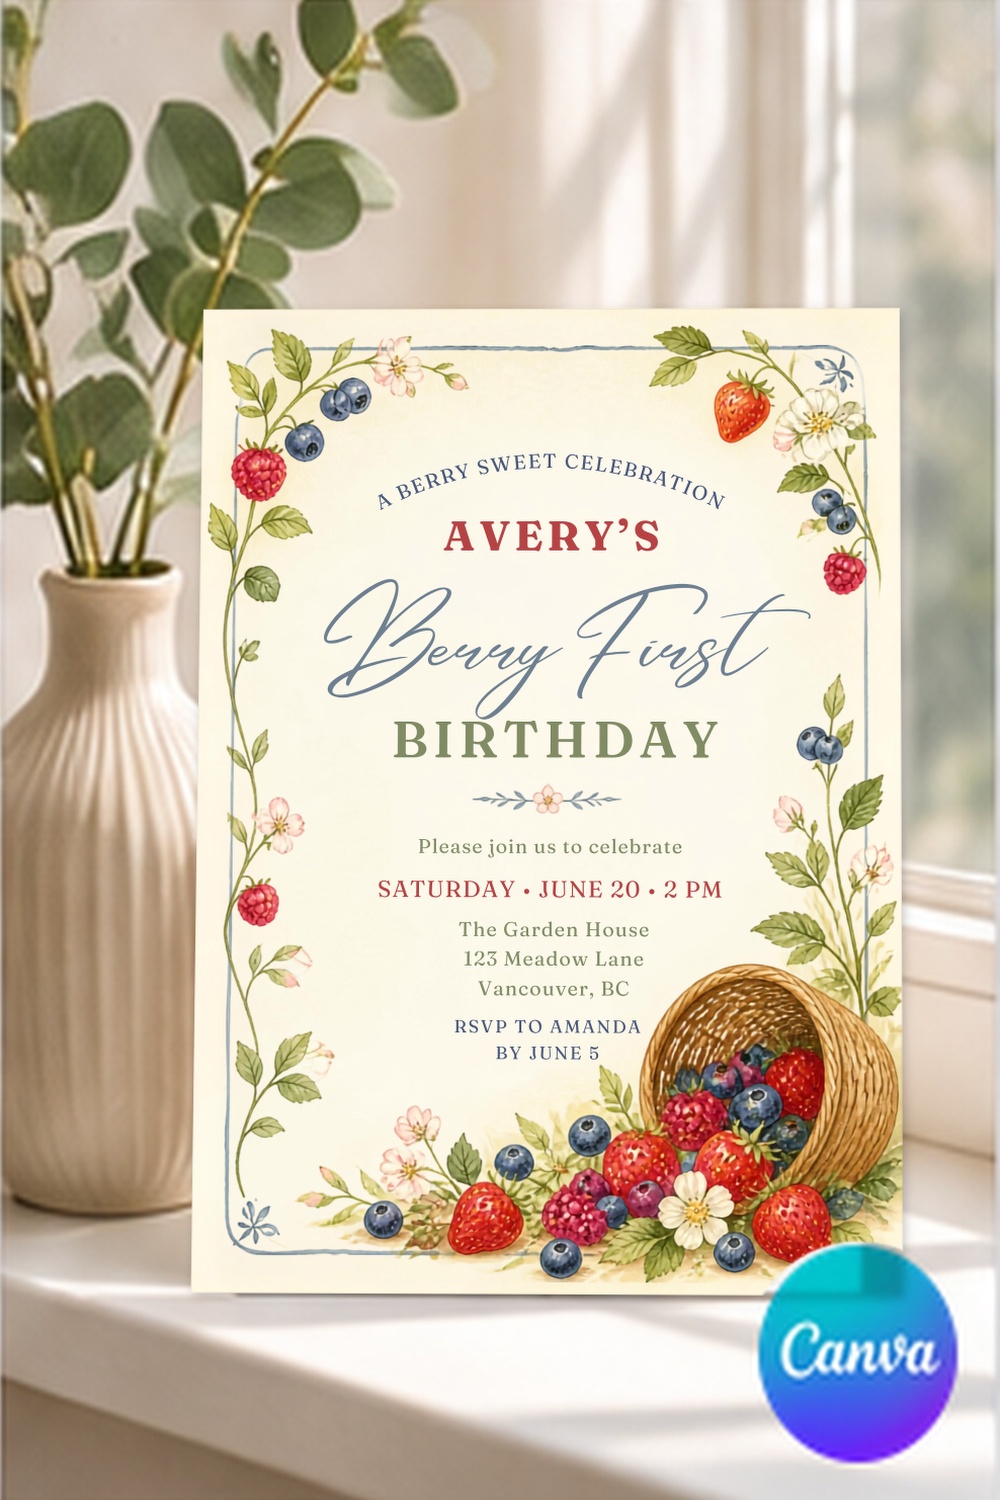 A BERRY SWEET CELEBRATION
AVERY'S
Berry First
BIRTHDAY
Please join us to celebrate
SATURDAY • JUNE 20 • 2 PM
The Garden House
123 Meadow Lane
Vancouver, BC
RSVP TO AMANDA
BY JUNE 5
Canva